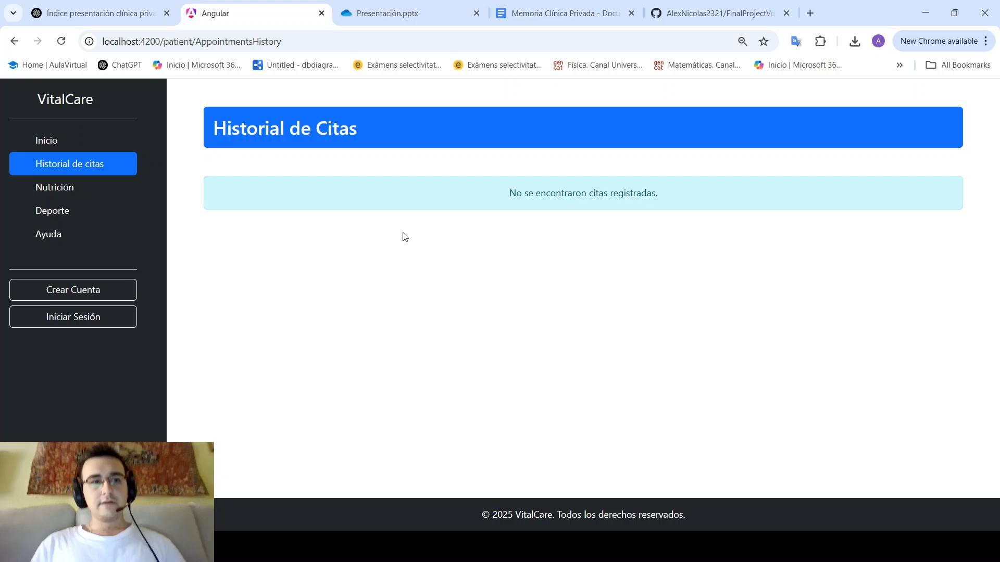 Índice presentación clínica priva
Angular
Presentación.pptx
Memoria Clínica Privada - Docu
AlexNicolas2321/FinalProjectVo
localhost:4200/patient/AppointmentsHistory
A
New Chrome available
Home | AulaVirtual
ChatGPT
Inicio | Microsoft 36...
Untitled - dbdiagra...
Exàmens selectivitat...
Exàmens selectivitat...
Física. Canal Univers...
Matemáticas. Canal...
Inicio | Microsoft 36...
All Bookmarks
VitalCare
Inicio
Historial de citas
Nutrición
Deporte
Ayuda
Crear Cuenta
Iniciar Sesión
Historial de Citas
No se encontraron citas registradas.
© 2025 VitalCare. Todos los derechos reservados.